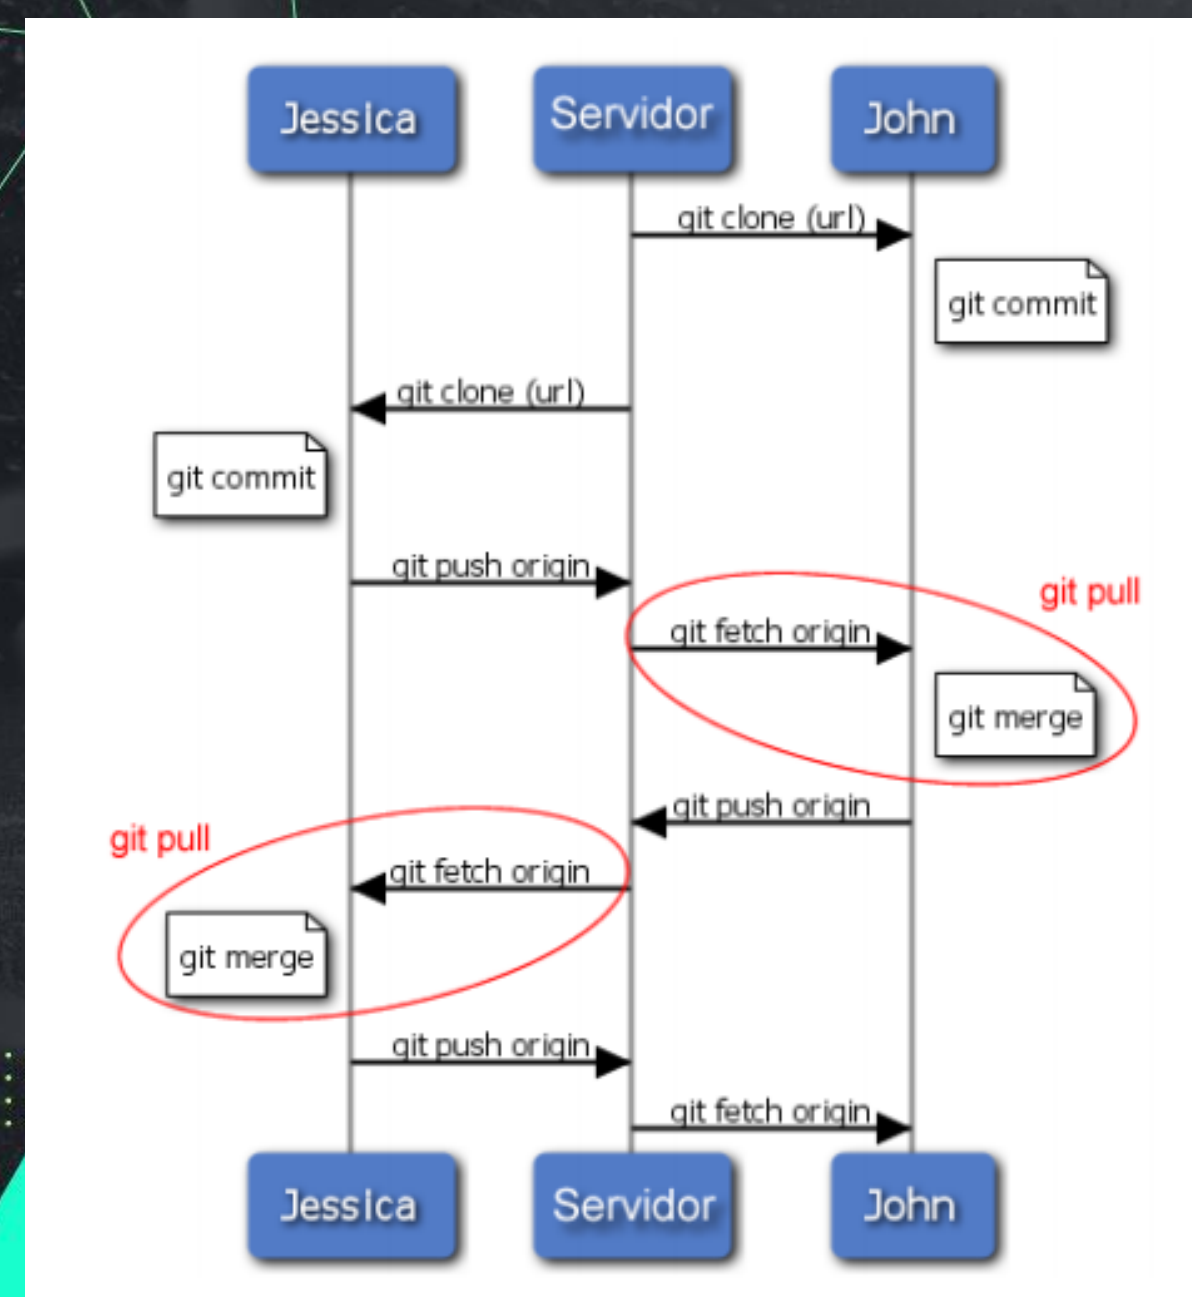 Jessica
Servidor
John
git clone (url)
git commit
git clone (url)
git commit
git push origin
git pull
git fetch origin
git merge
git push origin
git pull
git fetch origin
git merge
git push origin
git fetch origin
Jessica
Servidor
John